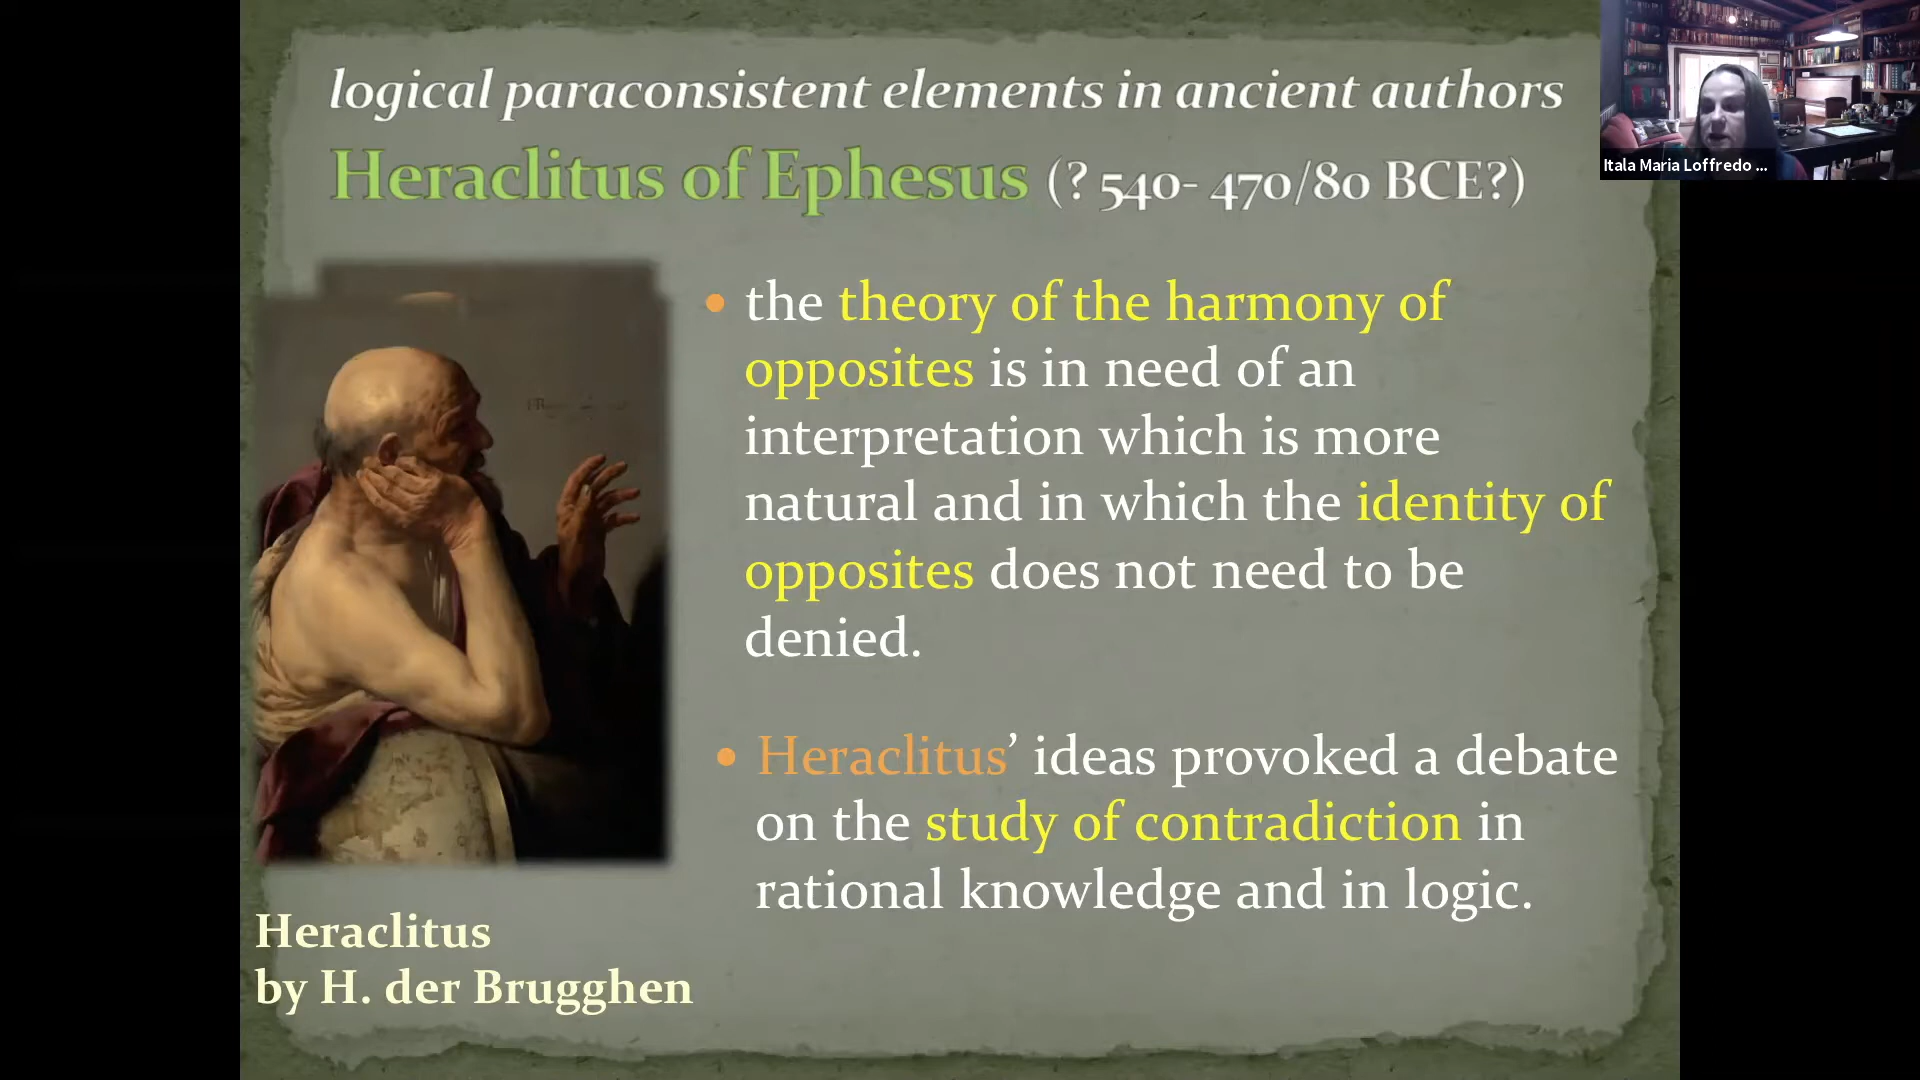 logical paraconsistent elements in ancient authors
Heraclitus of Ephesus (? 540- 470/80 BCE?)
Itala Maria Loffredo ...
• the theory of the harmony of
opposites is in need of an
interpretation which is more
natural and in which the identity of
opposites does not need to be
denied.
• Heraclitus’ ideas provoked a debate
on the study of contradiction in
rational knowledge and in logic.
Heraclitus
by H. der Brugghen